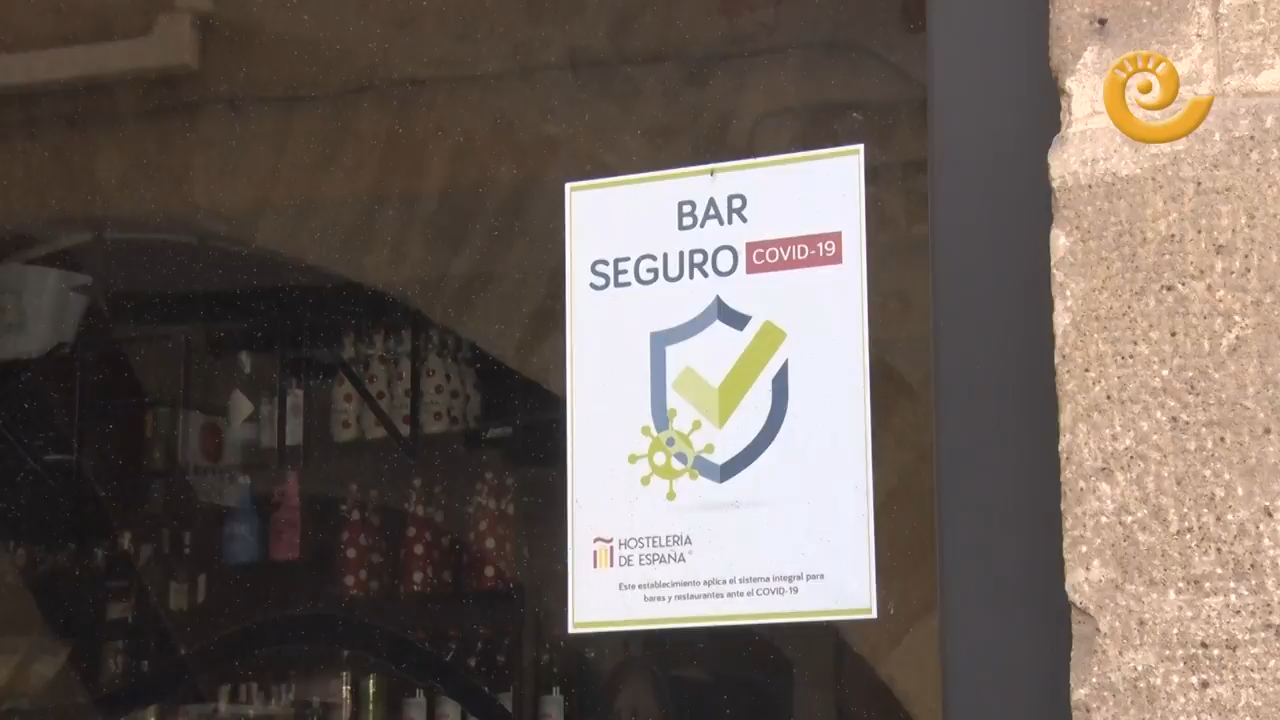 BAR
SEGURO COVID-19
HOSTELERÍA
DE ESPAÑA
Este establecimiento aplica el sistema integral para
bares y restaurantes ante el COVID-19